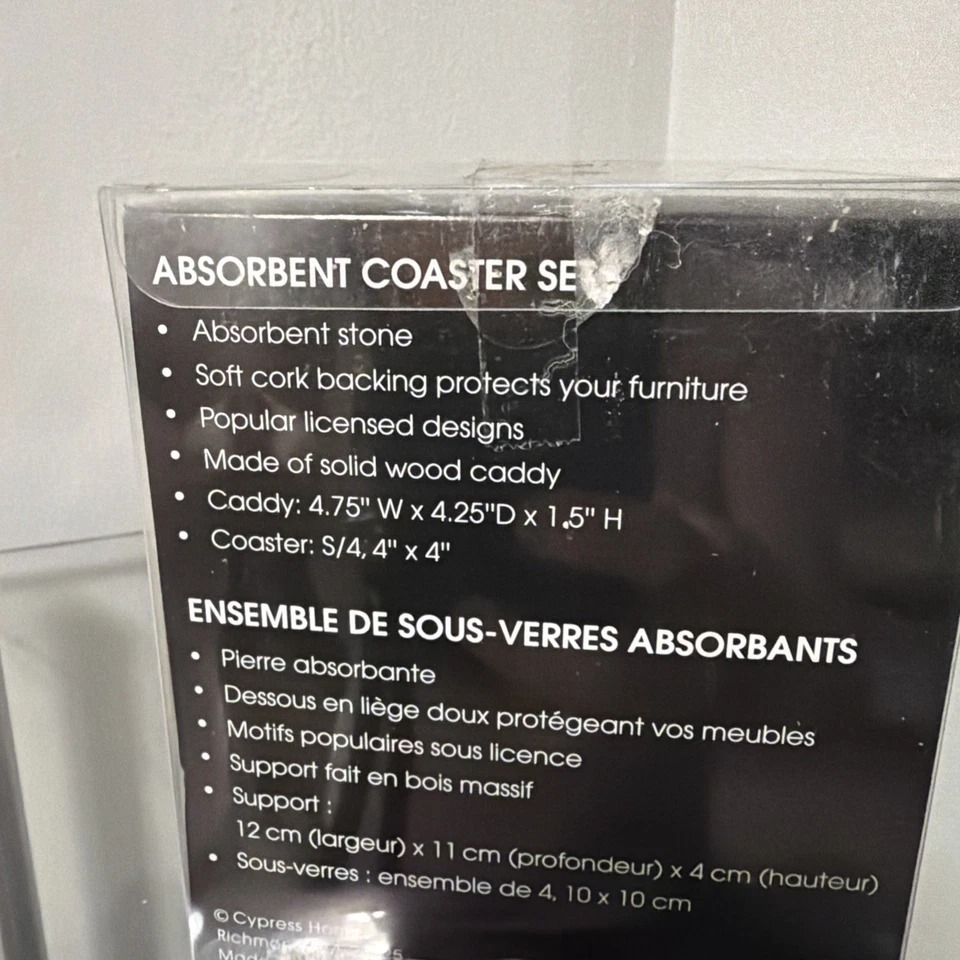 ABSORBENT COASTER SE
• Absorbent stone
• Soft cork backing protects your furniture
• Popular licensed designs
• Made of solid wood caddy
• Caddy: 4.75" W x 4.25"D x 1.5" H
• Coaster: S/4, 4" x 4"
ENSEMBLE DE SOUS-VERRES ABSORBANTS
• Pierre absorbante
• Dessous en liège doux protégeant vos meubles
• Motifs populaires sous licence
• Support fait en bois massif
• Support :
12 cm (largeur) x 11 cm (profondeur) x 4 cm (hauteur)
• Sous-verres : ensemble de 4, 10 x 10 cm
© Cypress